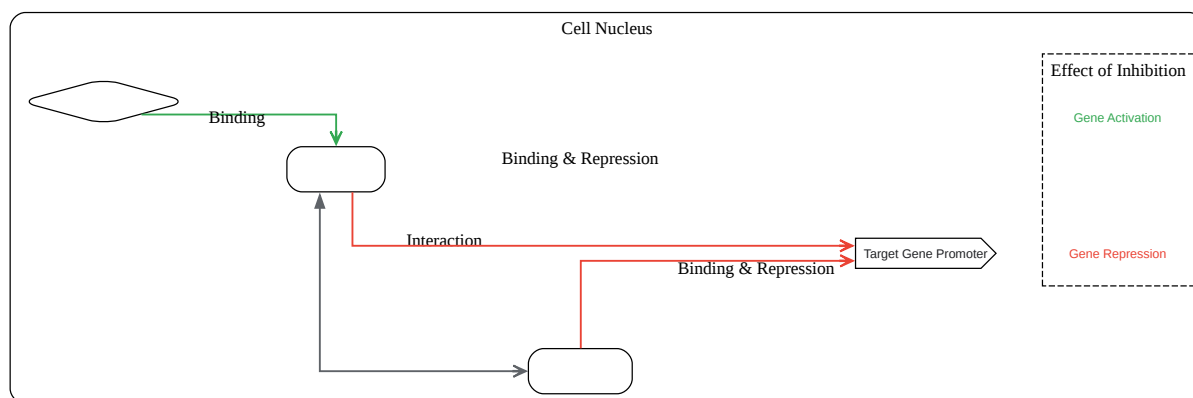 Cell Nucleus
Effect of Inhibition
Binding
Gene Activation
Binding & Repression
Interaction
Target Gene Promoter
Gene Repression
Binding & Repression